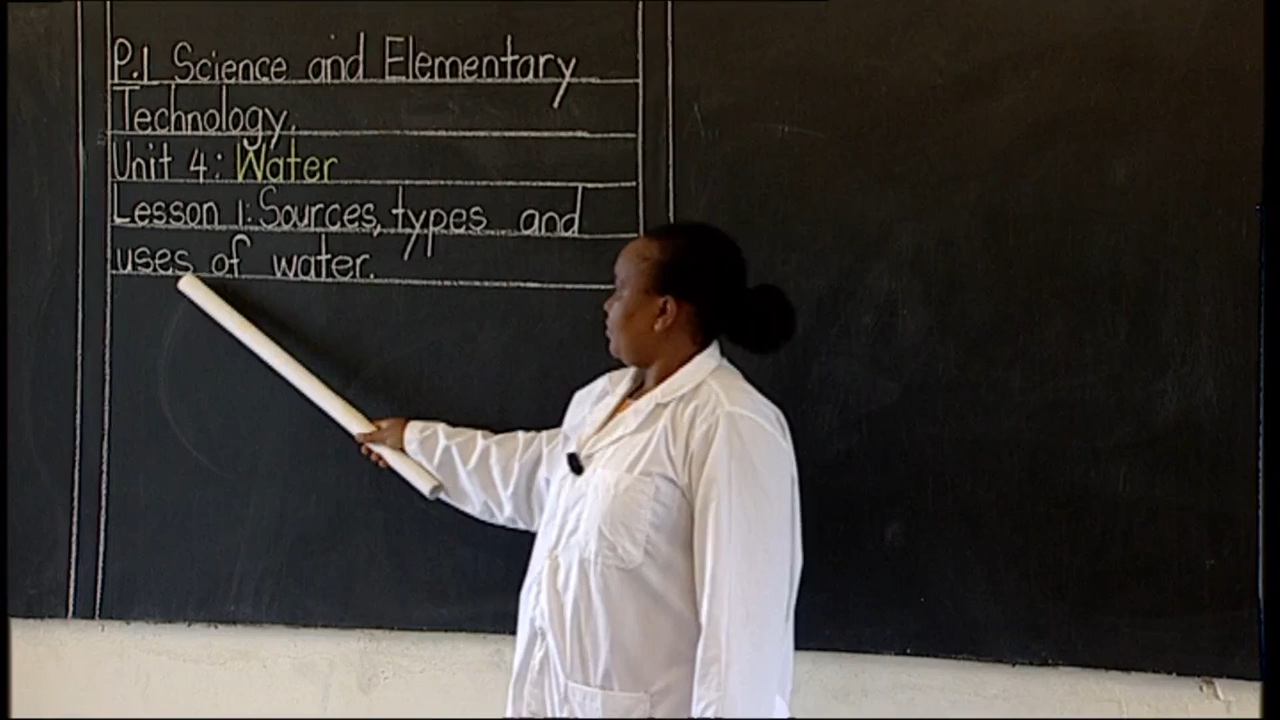 P.1 Science and Elementary
Technology.
Unit 4: Water
Lesson 1: Sources, types and
uses of water.